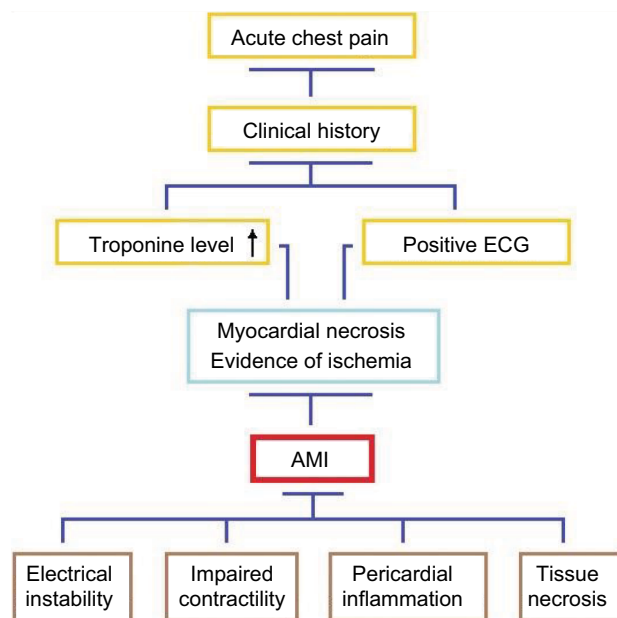 Acute chest pain
Clinical history
Troponine level
Positive ECG
Myocardial necrosis
Evidence of ischemia
AMI
Electrical
instability
Impaired
contractility
Pericardial
inflammation
Tissue
necrosis